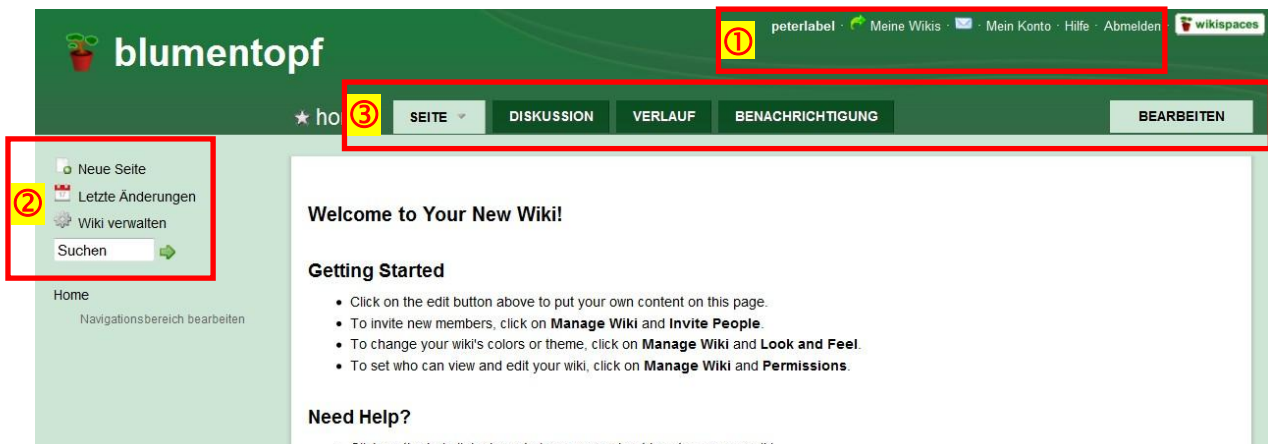 peterlabel · Meine Wikis · · Mein Konto · Hilfe · Abmelden · wikispaces
①
blumentopf
③
SEITE DISKUSSION VERLAUF BENACHRICHTIGUNG BEARBEITEN
②
Neue Seite
Letzte Änderungen
Wiki verwalten
Suchen
Home
Navigationsbereich bearbeiten
Welcome to Your New Wiki!
Getting Started
• Click on the edit button above to put your own content on this page.
• To invite new members, click on Manage Wiki and Invite People.
• To change your wiki's colors or theme, click on Manage Wiki and Look and Feel.
• To set who can view and edit your wiki, click on Manage Wiki and Permissions.
Need Help?